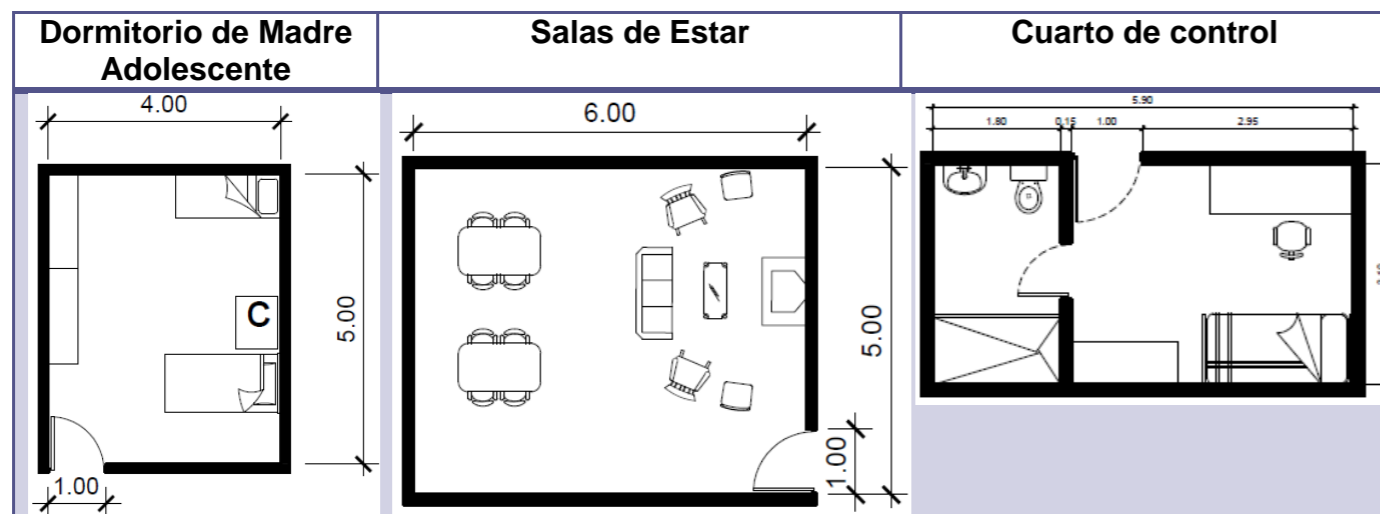 Dormitorio de Madre
Adolescente
Salas de Estar
Cuarto de control
4.00
5.00
C
1.00
6.00
5.00
1.00
5.90
1.80
0.15
1.00
2.95